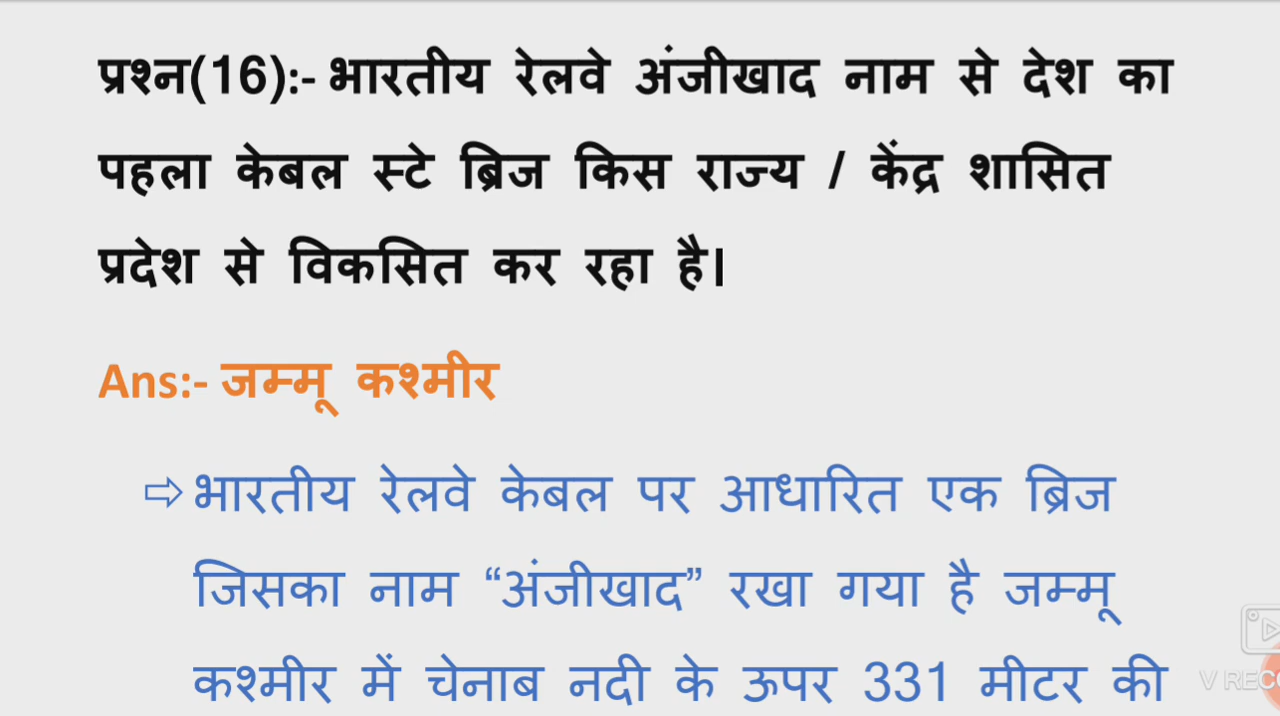 प्रश्न(16):- भारतीय रेलवे अंजीखाद नाम से देश का
पहला केबल स्टे ब्रिज किस राज्य / केंद्र शासित
प्रदेश से विकसित कर रहा है।
Ans:- जम्मू कश्मीर
⇨ भारतीय रेलवे केबल पर आधारित एक ब्रिज
जिसका नाम “अंजीखाद” रखा गया है जम्मू
कश्मीर में चेनाब नदी के ऊपर 331 मीटर की
V RECO